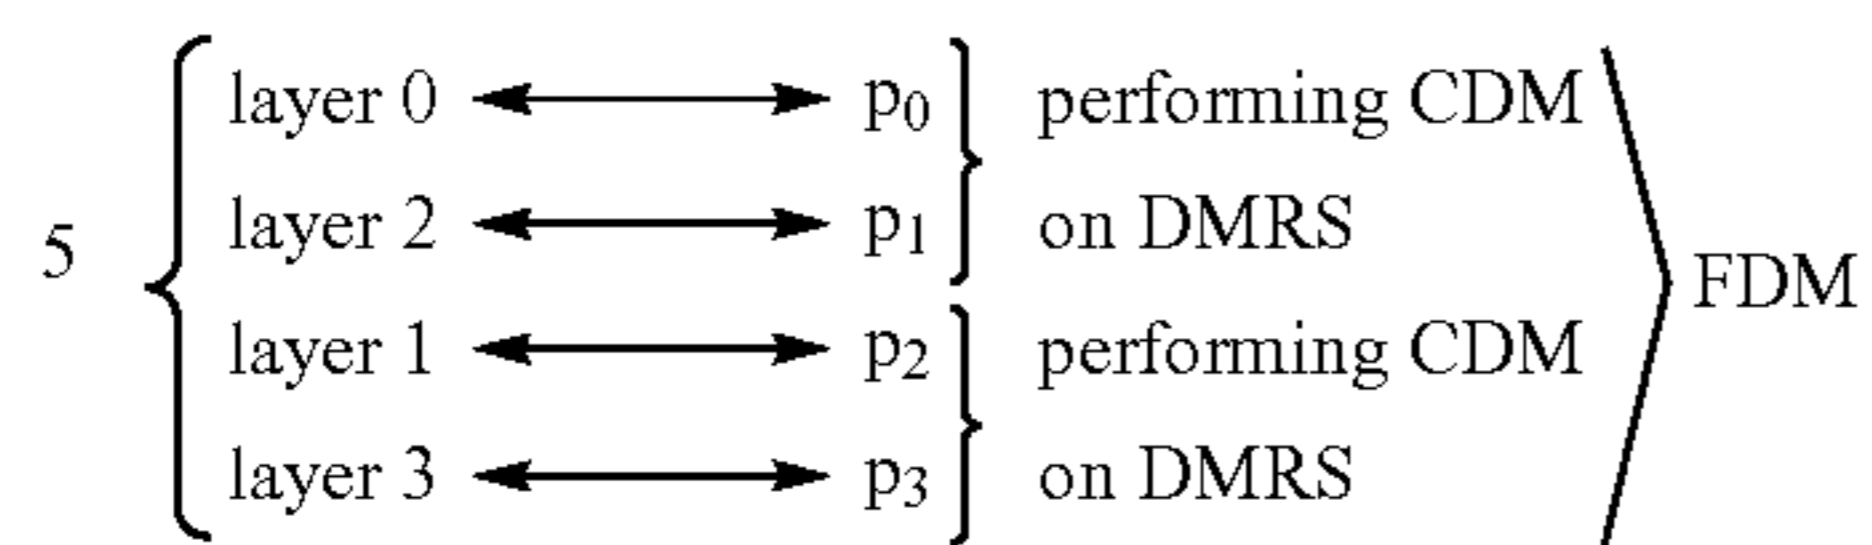 layer 0 ⟷ p₀ performing CDM
layer 2 ⟷ p₁ on DMRS
5
FDM
layer 1 ⟷ p₂ performing CDM
layer 3 ⟷ p₃ on DMRS